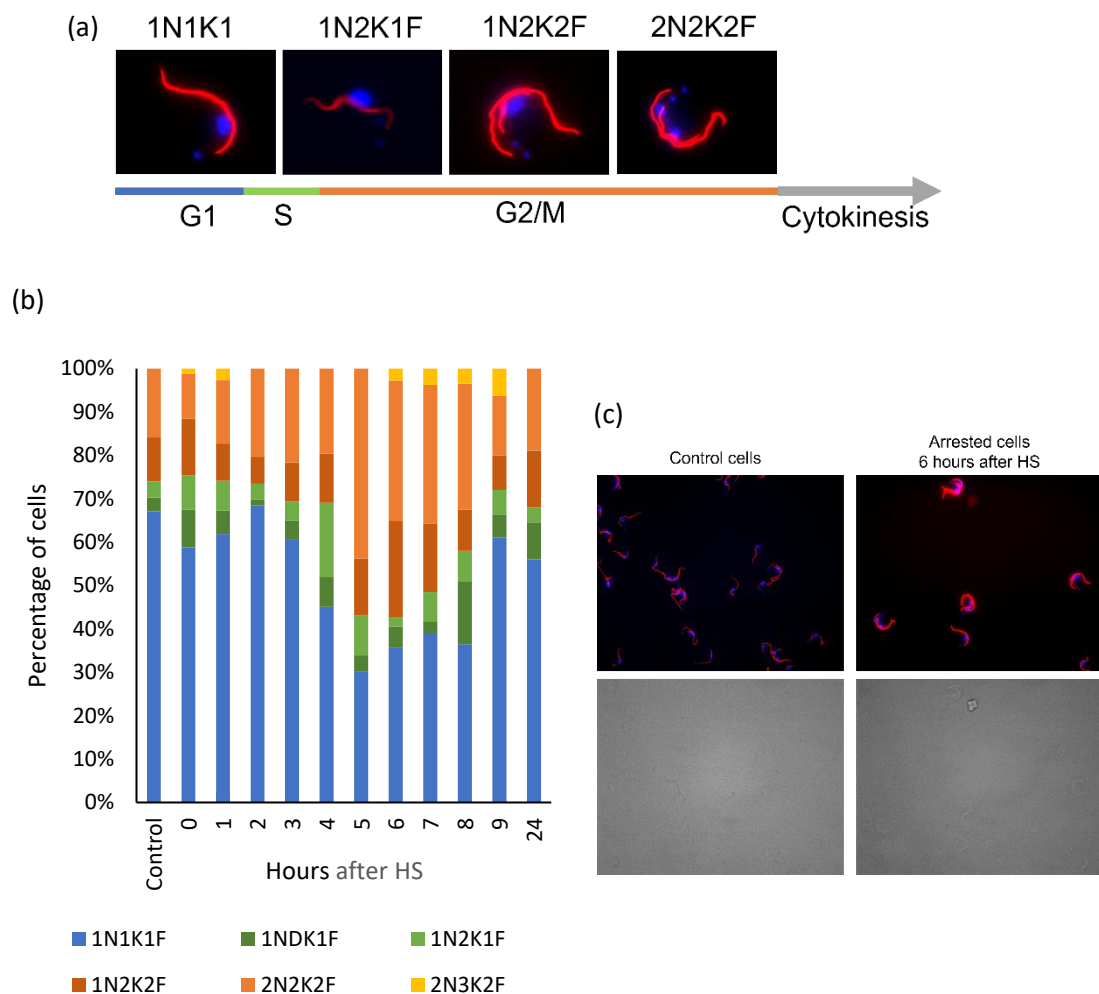 (a)
1N1K1 1N2K1F 1N2K2F 2N2K2F
G1 S G2/M Cytokinesis
(b)
100%
90%
80%
70%
60%
50%
40%
30%
20%
10%
0%
Percentage of cells
Control 0 1 2 3 4 5 6 7 8 9 24
Hours after HS
1N1K1F 1NDK1F 1N2K1F
1N2K2F 2N2K2F 2N3K2F
(c)
Control cells
Arrested cells
6 hours after HS